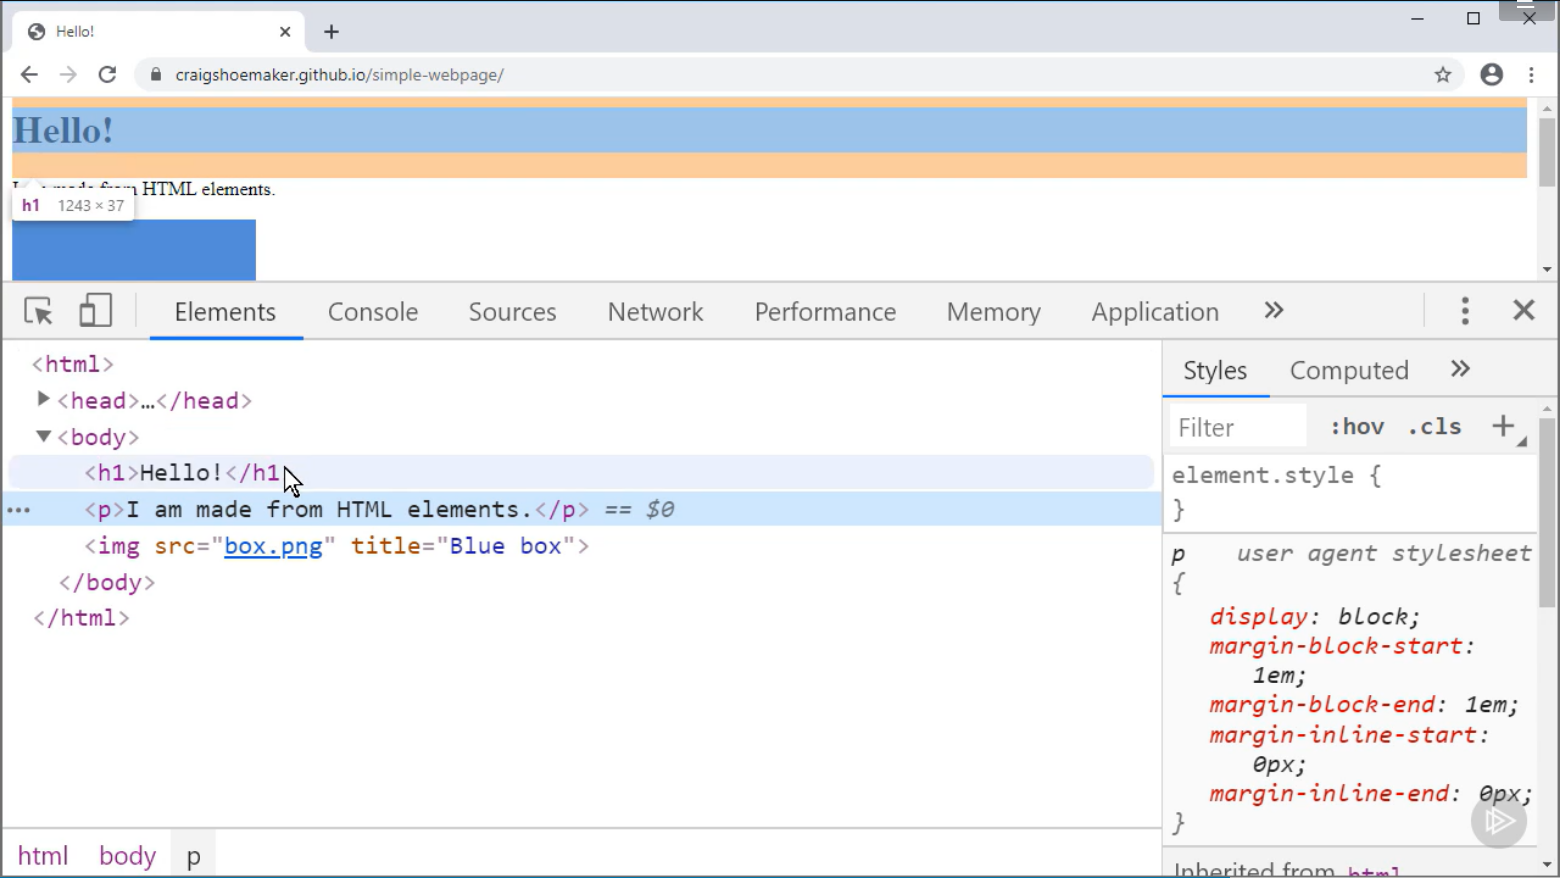 Hello!
craigshoemaker.github.io/simple-webpage/
Hello!
HTML elements.
h1 1243 × 37
Elements Console Sources Network Performance Memory Application »
<html>
<head>…</head>
<body>
<h1>Hello!</h1
<p>I am made from HTML elements.</p> == $0
<img src="box.png" title="Blue box">
</body>
</html>
html body p
Styles Computed »
Filter :hov .cls +
element.style {
}
p user agent stylesheet
{
display: block;
margin-block-start:
1em;
margin-block-end: 1em;
margin-inline-start:
0px;
margin-inline-end: 0px;
}
Inherited from html